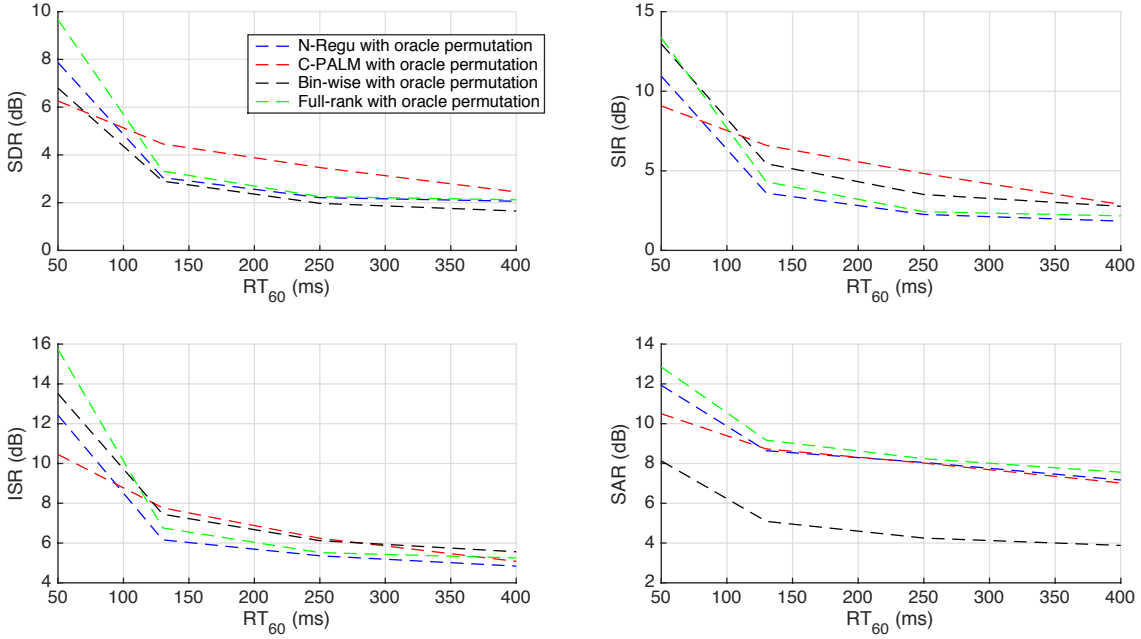 10
8
6
4
2
0
SDR (dB)
50 100 150 200 250 300 350 400
RT60 (ms)
N-Regu with oracle permutation
C-PALM with oracle permutation
Bin-wise with oracle permutation
Full-rank with oracle permutation
15
10
5
0
SIR (dB)
50 100 150 200 250 300 350 400
RT60 (ms)
16
14
12
10
8
6
4
ISR (dB)
50 100 150 200 250 300 350 400
RT60 (ms)
14
12
10
8
6
4
2
SAR (dB)
50 100 150 200 250 300 350 400
RT60 (ms)